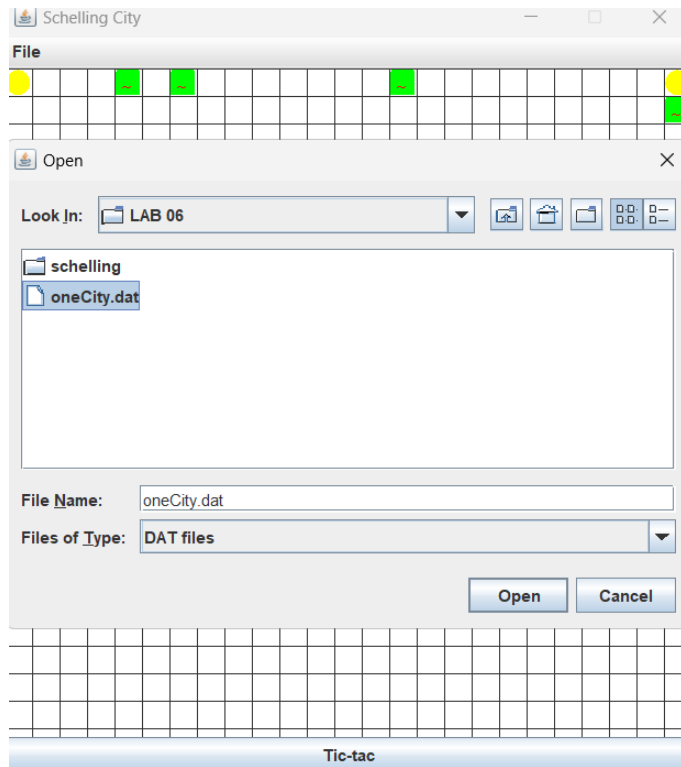 Schelling City
File
~ ~ ~
~
Open
Look In: LAB 06
schelling
oneCity.dat
File Name: oneCity.dat
Files of Type: DAT files
Open Cancel
Tic-tac